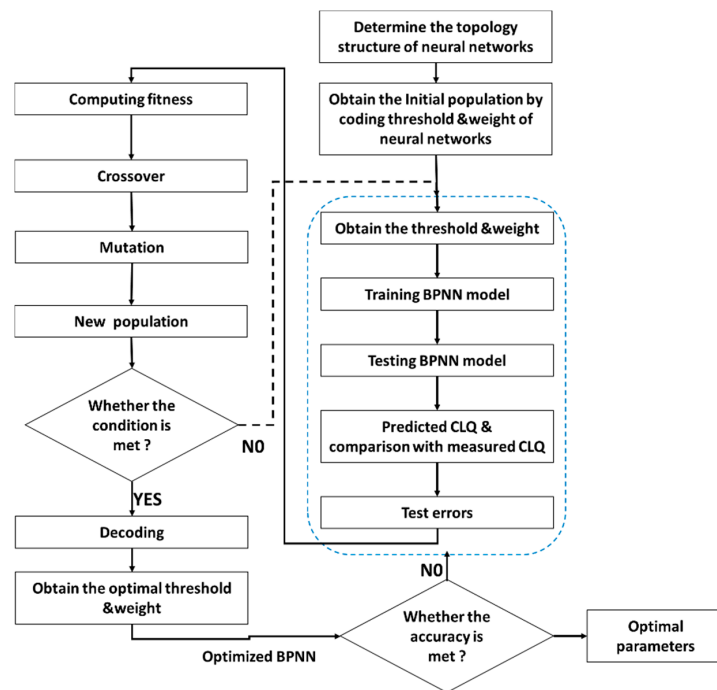 Determine the topology
structure of neural networks
Obtain the Initial population by
coding threshold &weight of
neural networks
Obtain the threshold &weight
Training BPNN model
Testing BPNN model
Predicted CLQ &
comparison with measured CLQ
Test errors
Computing fitness
Crossover
Mutation
New population
Whether the
condition is
met ?
N0
YES
Decoding
Obtain the optimal threshold
&weight
Optimized BPNN
N0
Whether the
accuracy is
met ?
Optimal
parameters